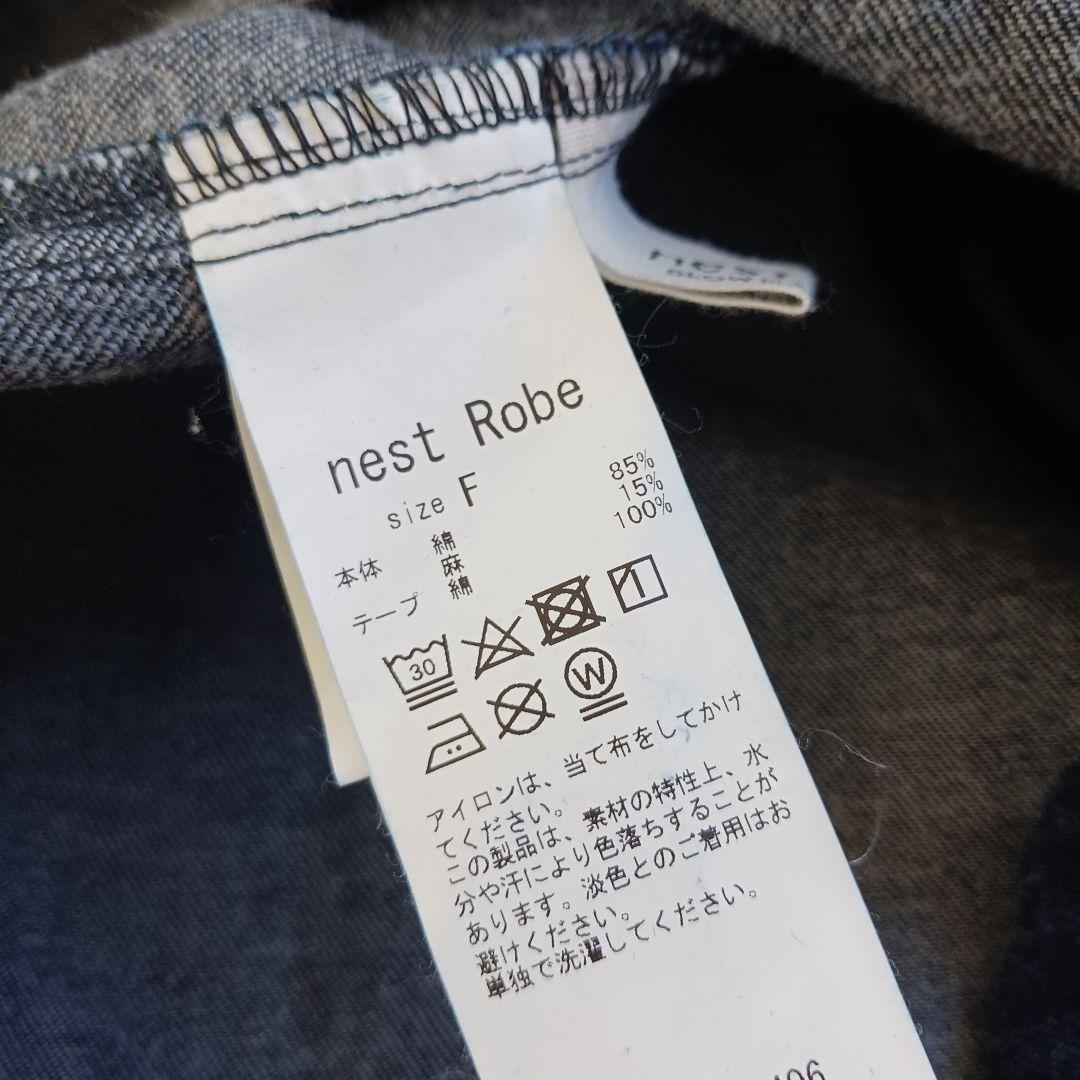 nest Robe
size F
本体 綿 85%
麻 15%
テープ 綿 100%
30
W
アイロンは、当て布をしてかけ
てください。
この製品は、素材の特性上、水
分や汗により色落ちすることが
あります。淡色とのご着用はお
避けください。
単独で洗濯してください。